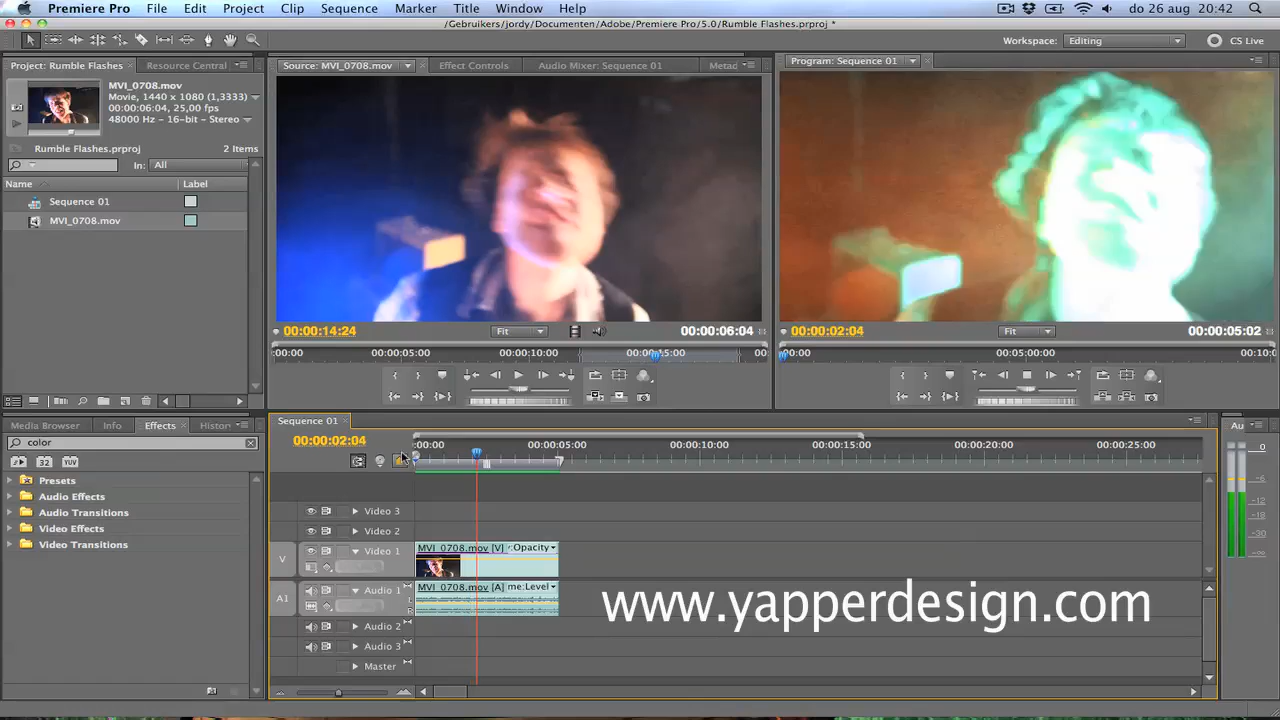 Premiere Pro File Edit Project Clip Sequence Marker Title Window Help do 26 aug 20:42
/Gebruikers/jordy/Documenten/Adobe/Premiere Pro/5.0/Rumble Flashes.prproj *
Workspace: Editing CS Live
Project: Rumble Flashes Resource Central
MVI_0708.mov
Movie, 1440 x 1080 (1,3333)
00:00:06:04, 25,00 fps
48000 Hz - 16-bit - Stereo
Rumble Flashes.prproj 2 Items
In: All
Name Label
Sequence 01
MVI_0708.mov
Source: MVI_0708.mov Effect Controls Audio Mixer: Sequence 01 Metad
00:00:14:24 Fit 00:00:06:04
:00:00 00:00:05:00 00:00:10:00 00:00:15:00 00
Program: Sequence 01
00:00:02:04 Fit 00:00:05:02
00:00 00:05:00:00 00:10:0
Media Browser Info Effects Histor
color
32 YUV
Presets
Audio Effects
Audio Transitions
Video Effects
Video Transitions
Sequence 01
00:00:02:04 :00:00 00:00:05:00 00:00:10:00 00:00:15:00 00:00:20:00 00:00:25:00
Video 3
Video 2
V Video 1 MVI_0708.mov [V] :Opacity
A1 Audio 1 MVI_0708.mov [A] me:Level
L
R
Audio 2
Audio 3
Master
www.yapperdesign.com
Au
-6
-12
-18
-30
-∞